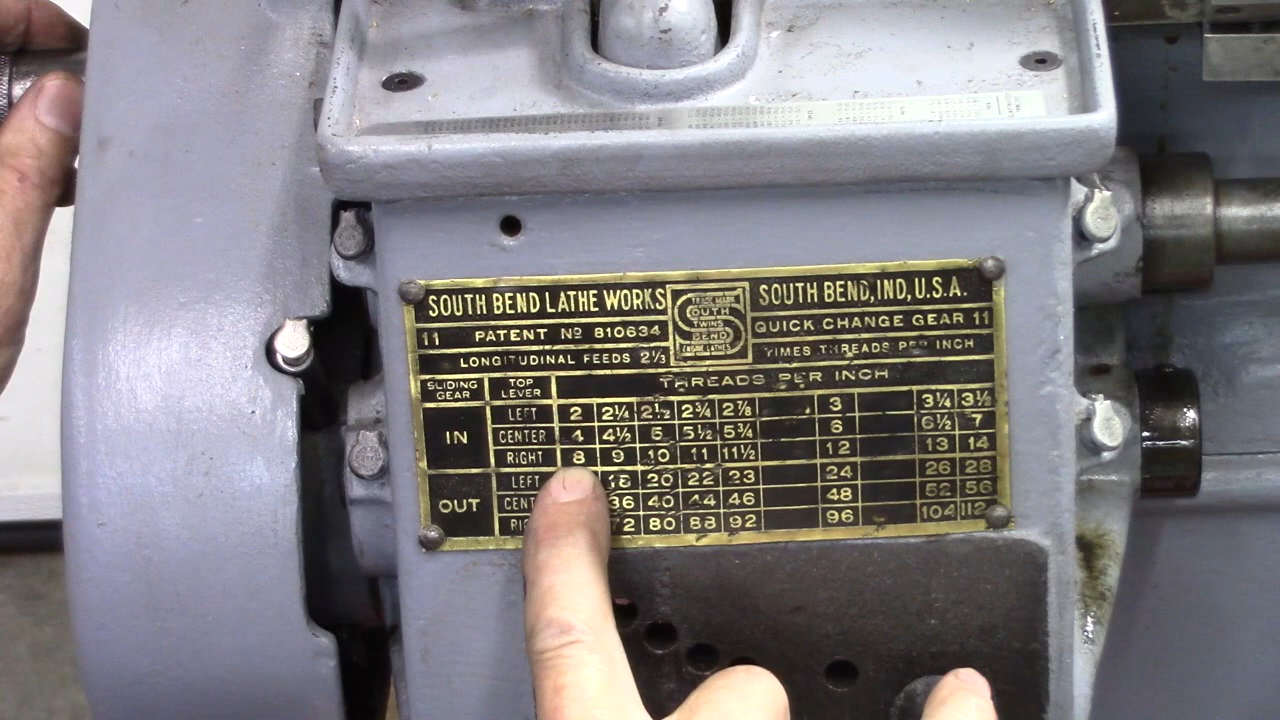 SOUTH BEND LATHE WORKS
SOUTH BEND, IND, U.S.A.
TRADE MARK
SOUTH
TWINS
BEND
ENGINE LATHES
11 PATENT Nº 810634
QUICK CHANGE GEAR 11
LONGITUDINAL FEEDS 2⅓ TIMES THREADS PER INCH
SLIDING GEAR
TOP LEVER
THREADS PER INCH
IN
LEFT 2 2¼ 2½ 2¾ 2⅞ 3 3¼ 3½
CENTER 4 4½ 5 5½ 5¾ 6 6½ 7
RIGHT 8 9 10 11 11½ 12 13 14
OUT
LEFT 18 20 22 23 24 26 28
40 44 46 48 52 56
80 88 92 96 104 112